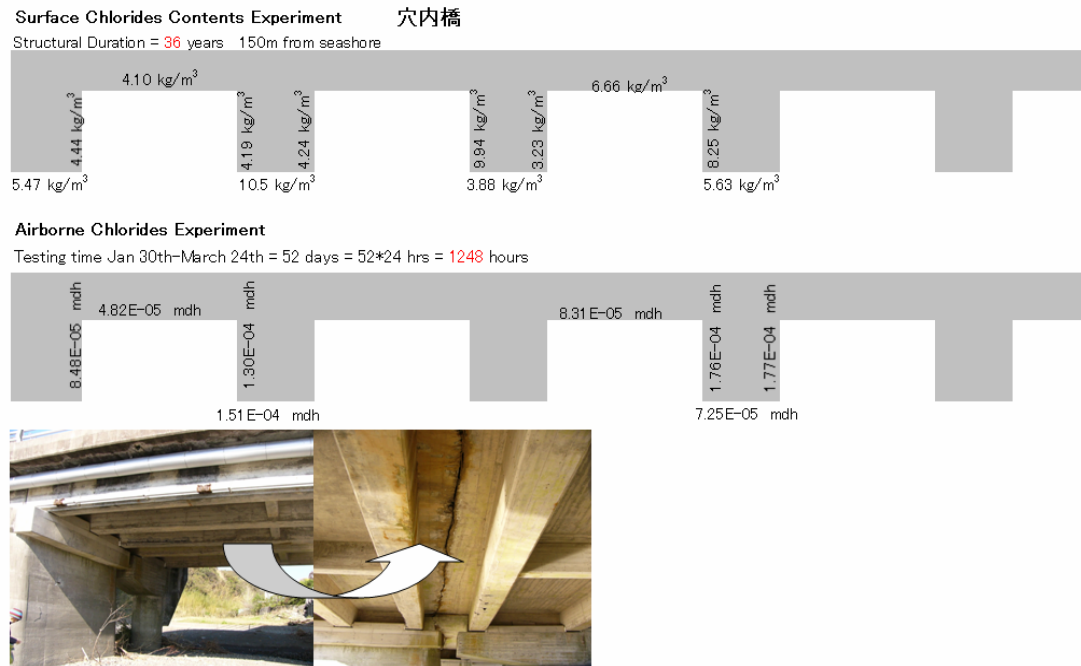 Surface Chlorides Contents Experiment 穴内橋
Structural Duration = 36 years 150m from seashore
4.10 kg/m³
6.66 kg/m³
4.44 kg/m³
4.19 kg/m³
4.24 kg/m³
9.94 kg/m³
3.23 kg/m³
8.25 kg/m³
5.47 kg/m³
10.5 kg/m³
3.88 kg/m³
5.63 kg/m³
Airborne Chlorides Experiment
Testing time Jan 30th-March 24th = 52 days = 52*24 hrs = 1248 hours
4.82E-05 mdh
8.31E-05 mdh
8.48E-05 mdh
1.30E-04 mdh
1.76E-04 mdh
1.77E-04 mdh
1.51E-04 mdh
7.25E-05 mdh